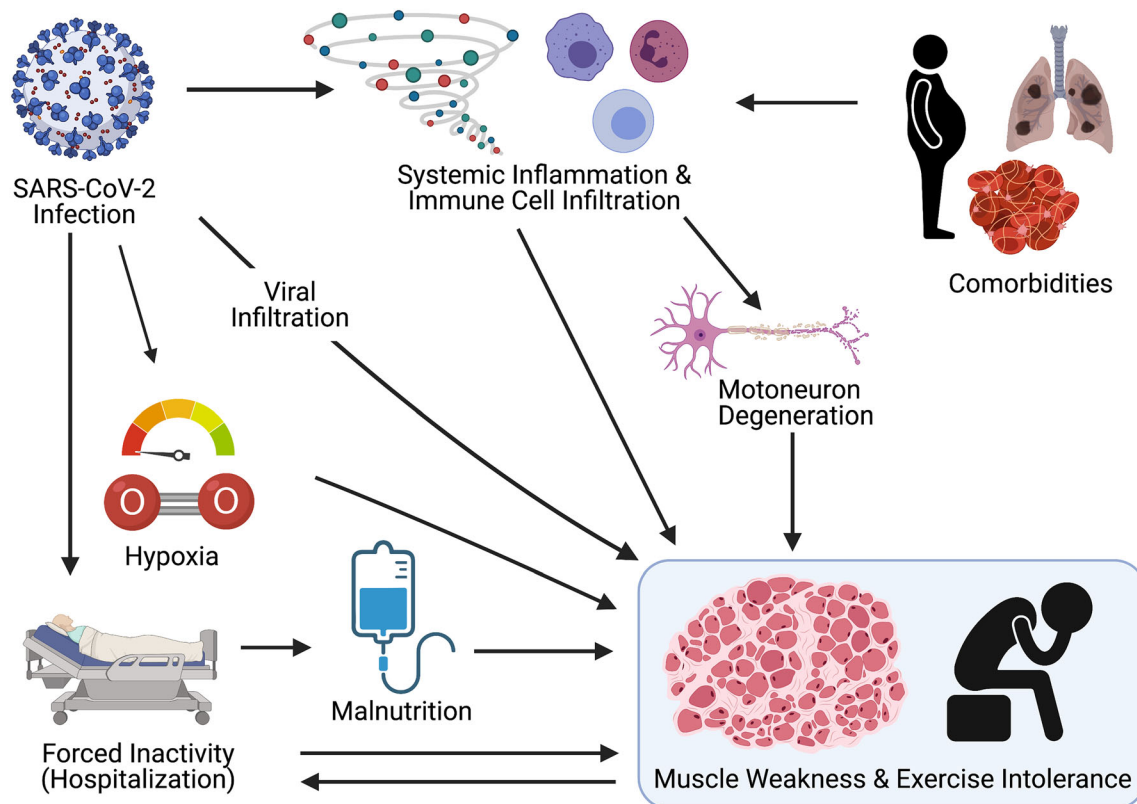 SARS-CoV-2
Infection
Systemic Inflammation &
Immune Cell Infiltration
Comorbidities
Viral
Infiltration
Motoneuron
Degeneration
O O
Hypoxia
Malnutrition
Forced Inactivity
(Hospitalization)
Muscle Weakness & Exercise Intolerance